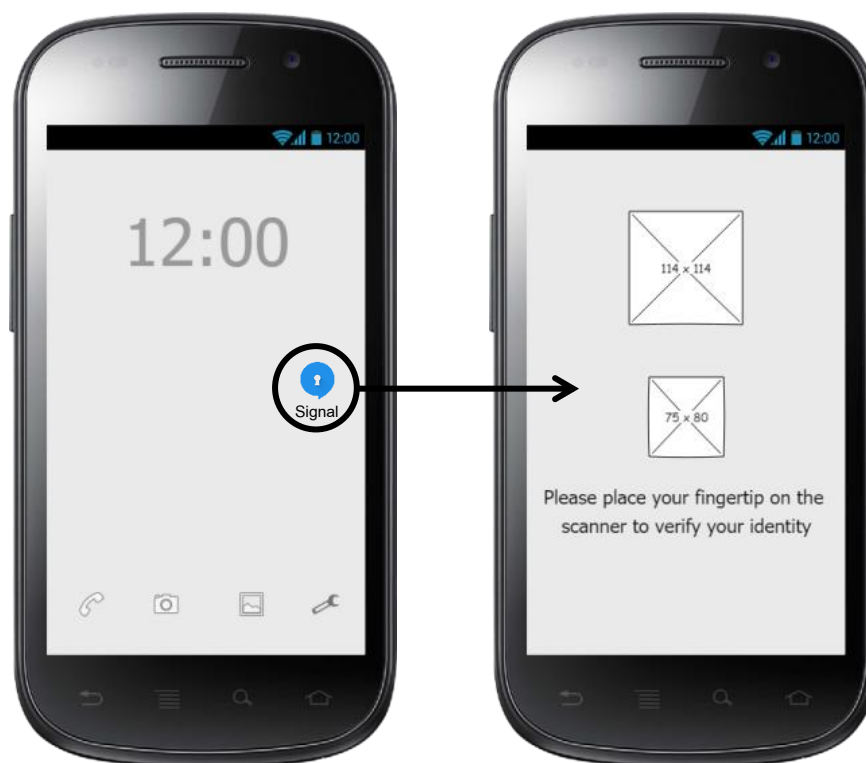 12:00
12:00
Signal
12:00
114 x 114
75 x 80
Please place your fingertip on the
scanner to verify your identity